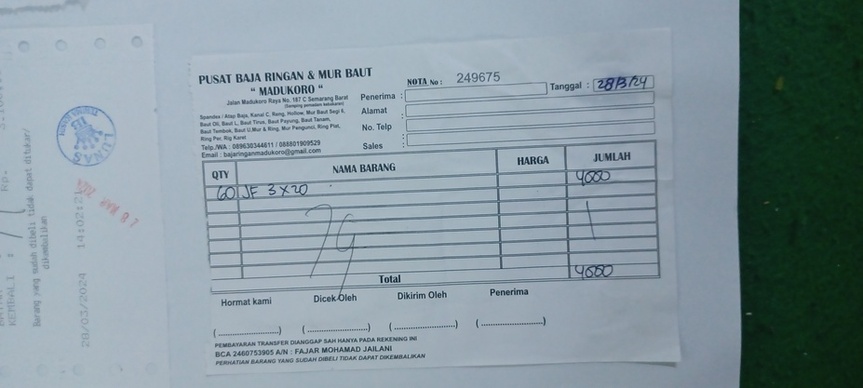 PUSAT BAJA RINGAN & MUR BAUT
" MADUKORO "
Jalan Madukoro Raya No, 187 C Semarang Barat
Spandex / Atap Baja, Kanal C, Reng, Hollow, Mur Baut Segi 4,
Baut Oli, Baut L, Baut Tirus, Baut Payung, Baut Tanam,
Baut Tembok, Baut U,Mur & Ring, Mur Pengunci, Ring Plat,
Ring Per, Rig Karet
Telp./WA : 089630344611 / 088801909529
Email : bajaringanmadukoro@gmail.com
NOTA No : 249675
Tanggal : 28/3/24
Penerima :
Alamat :
No. Telp :
Sales :
QTY NAMA BARANG HARGA JUMLAH
60 JF 3 X 20 4000
Total 4000
Hormat kami Dicek Oleh Dikirim Oleh Penerima
(........................) (........................) (........................) (........................)
PEMBAYARAN TRANSFER DIANGGAP SAH HANYA PADA REKENING INI
BCA 2460753905 A/N : FAJAR MOHAMAD JAILANI
PERHATIAN BARANG YANG SUDAH DIBELI TIDAK DAPAT DIKEMBALIKAN
KEMBALI : Rp.
Barang yang sudah dibeli tidak dapat ditukar/
dikembalikan
28/03/2024 14:02:21
LUNAS